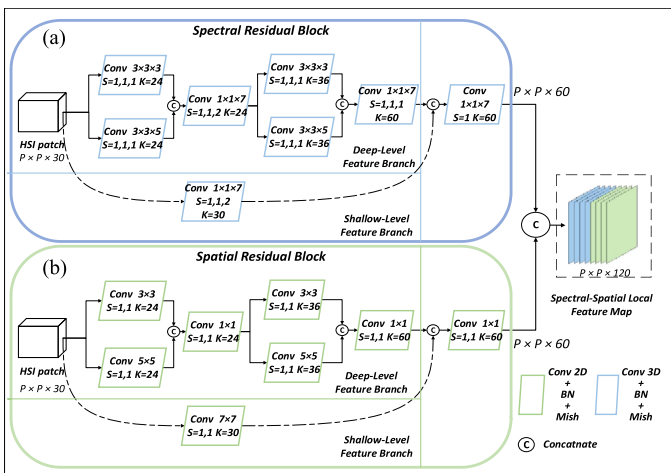 (a)
Spectral Residual Block
Conv 3×3×3
S=1,1,1 K=24
Conv 3×3×5
S=1,1,1 K=24
C
Conv 1×1×7
S=1,1,2 K=24
Conv 3×3×3
S=1,1,1 K=36
Conv 3×3×5
S=1,1,1 K=36
C
Conv 1×1×7
S=1,1,1
K=60
C
Conv
1×1×7
S=1 K=60
P × P × 60
HSI patch
P × P × 30
Deep-Level
Feature Branch
Conv 1×1×7
S=1,1,2
K=30
Shallow-Level
Feature Branch
C
P × P × 120
Spectral-Spatial Local
Feature Map
(b)
Spatial Residual Block
Conv 3×3
S=1,1 K=24
Conv 5×5
S=1,1 K=24
C
Conv 1×1
S=1,1 K=24
Conv 3×3
S=1,1 K=36
Conv 5×5
S=1,1 K=36
C
Conv 1×1
S=1,1 K=60
C
Conv 1×1
S=1,1 K=60
P × P × 60
HSI patch
P × P × 30
Deep-Level
Feature Branch
Conv 7×7
S=1,1 K=30
Shallow-Level
Feature Branch
Conv 2D
+
BN
+
Mish
Conv 3D
+
BN
+
Mish
C
Concatnate